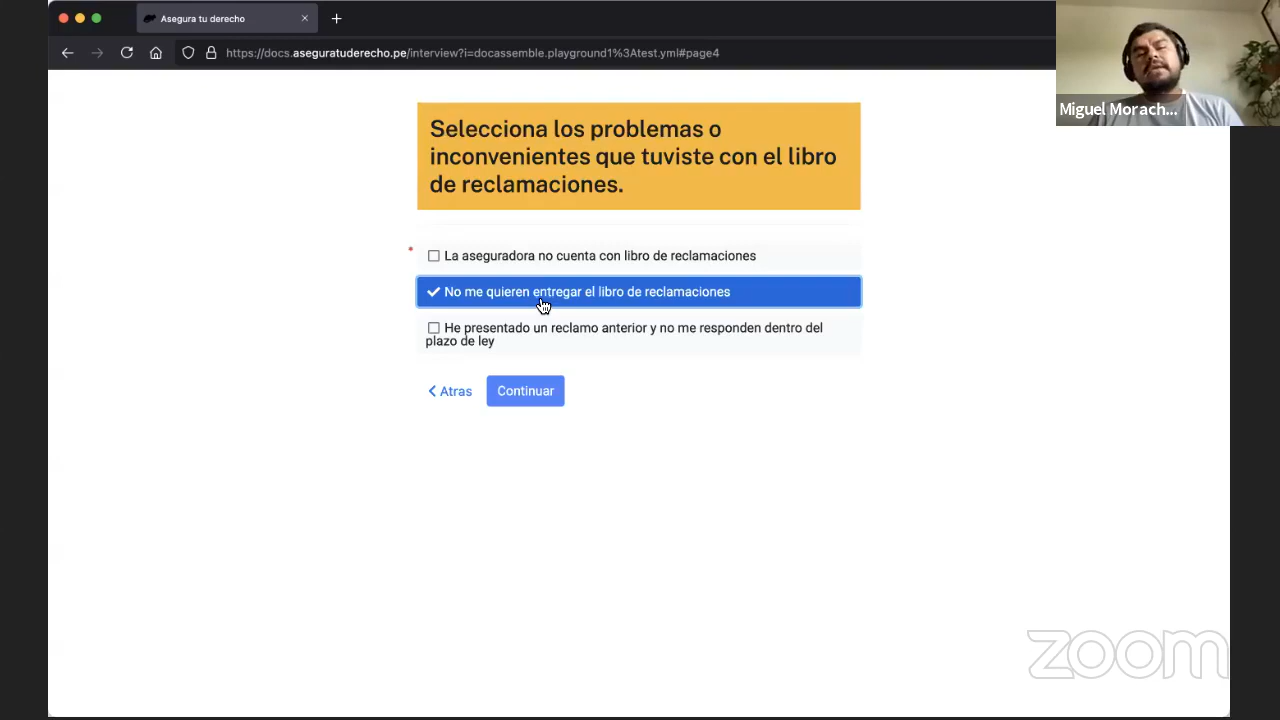 Asegura tu derecho
https://docs.aseguratuderecho.pe/interview?i=docassemble.playground1%3Atest.yml#page4
Miguel Morach...
Selecciona los problemas o
inconvenientes que tuviste con el libro
de reclamaciones.
* La aseguradora no cuenta con libro de reclamaciones
No me quieren entregar el libro de reclamaciones
He presentado un reclamo anterior y no me responden dentro del
plazo de ley
Atras
Continuar
zoom